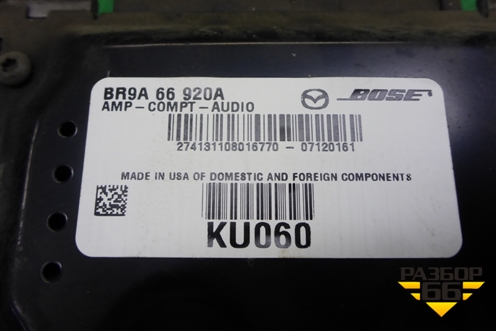 BR9A 66 920A
AMP-COMPT-AUDIO
BOSE
274131108016770 - 07120161
MADE IN USA OF DOMESTIC AND FOREIGN COMPONENTS
KU060
РАЗБОР
66